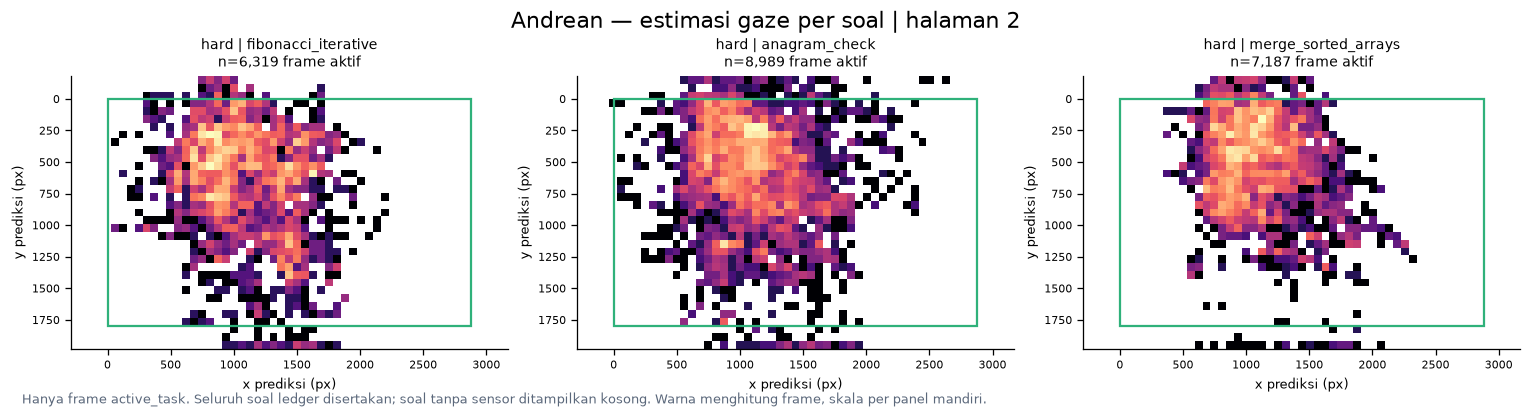 Andrean — estimasi gaze per soal | halaman 2
hard | fibonacci_iterative
n=6,319 frame aktif
0
250
500
750
1000
1250
1500
1750
y prediksi (px)
0 500 1000 1500 2000 2500 3000
x prediksi (px)
hard | anagram_check
n=8,989 frame aktif
0
250
500
750
1000
1250
1500
1750
y prediksi (px)
0 500 1000 1500 2000 2500 3000
x prediksi (px)
hard | merge_sorted_arrays
n=7,187 frame aktif
0
250
500
750
1000
1250
1500
1750
y prediksi (px)
0 500 1000 1500 2000 2500 3000
x prediksi (px)
Hanya frame active_task. Seluruh soal ledger disertakan; soal tanpa sensor ditampilkan kosong. Warna menghitung frame, skala per panel mandiri.